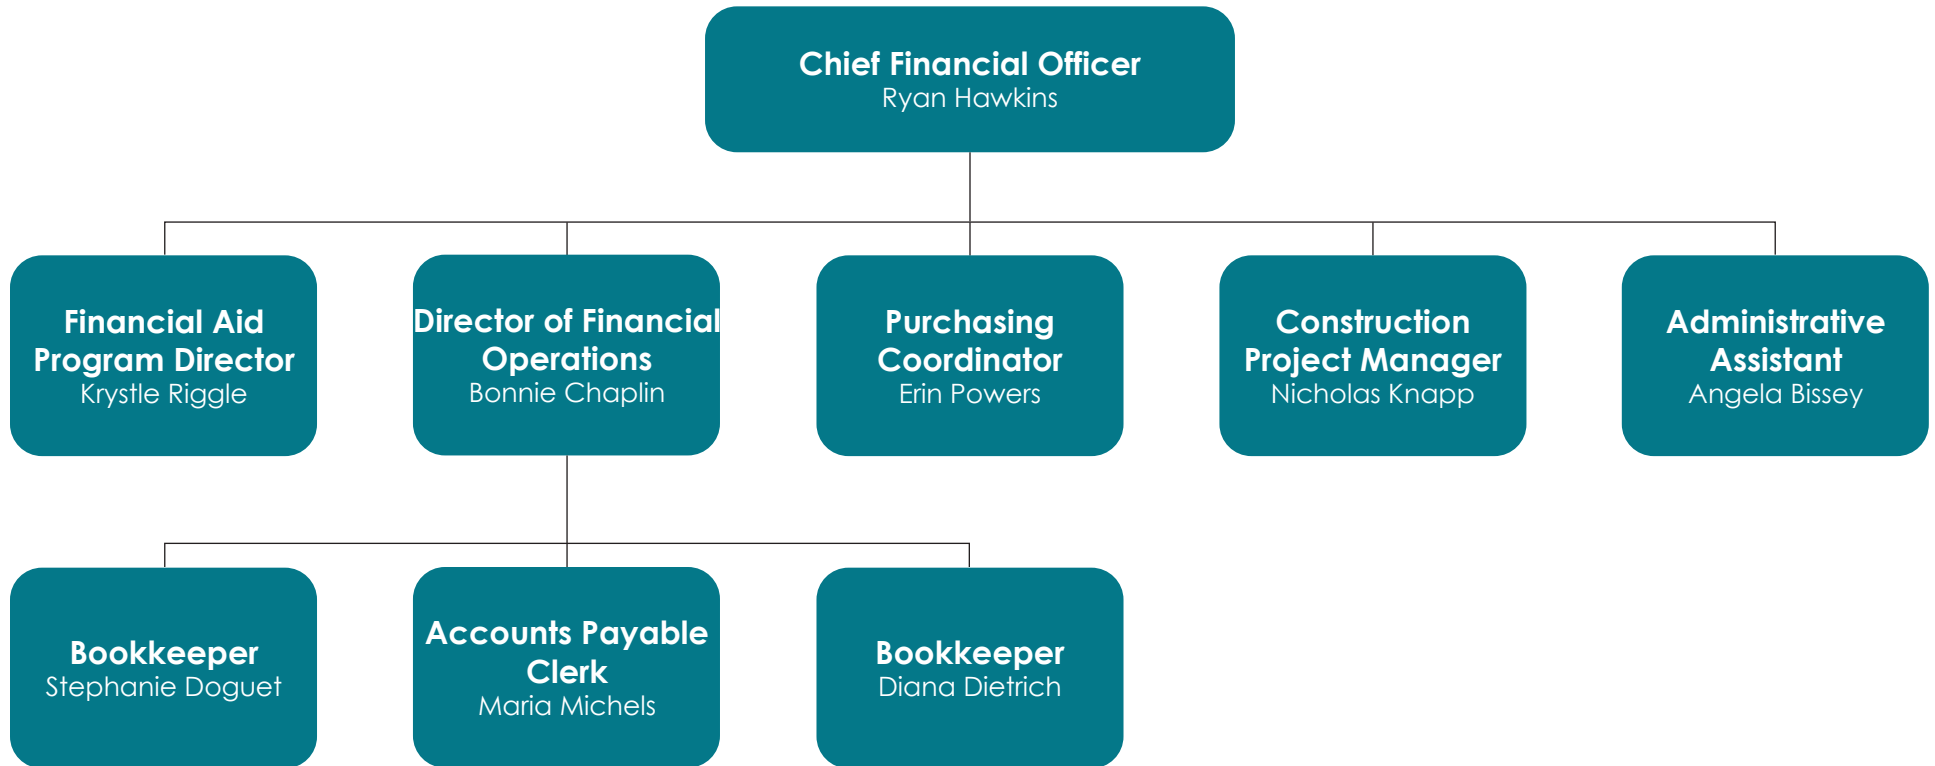 Chief Financial Officer
Ryan Hawkins
Financial Aid
Program Director
Krystle Riggle
Director of Financial
Operations
Bonnie Chaplin
Purchasing
Coordinator
Erin Powers
Construction
Project Manager
Nicholas Knapp
Administrative
Assistant
Angela Bissey
Bookkeeper
Stephanie Doguet
Accounts Payable
Clerk
Maria Michels
Bookkeeper
Diana Dietrich